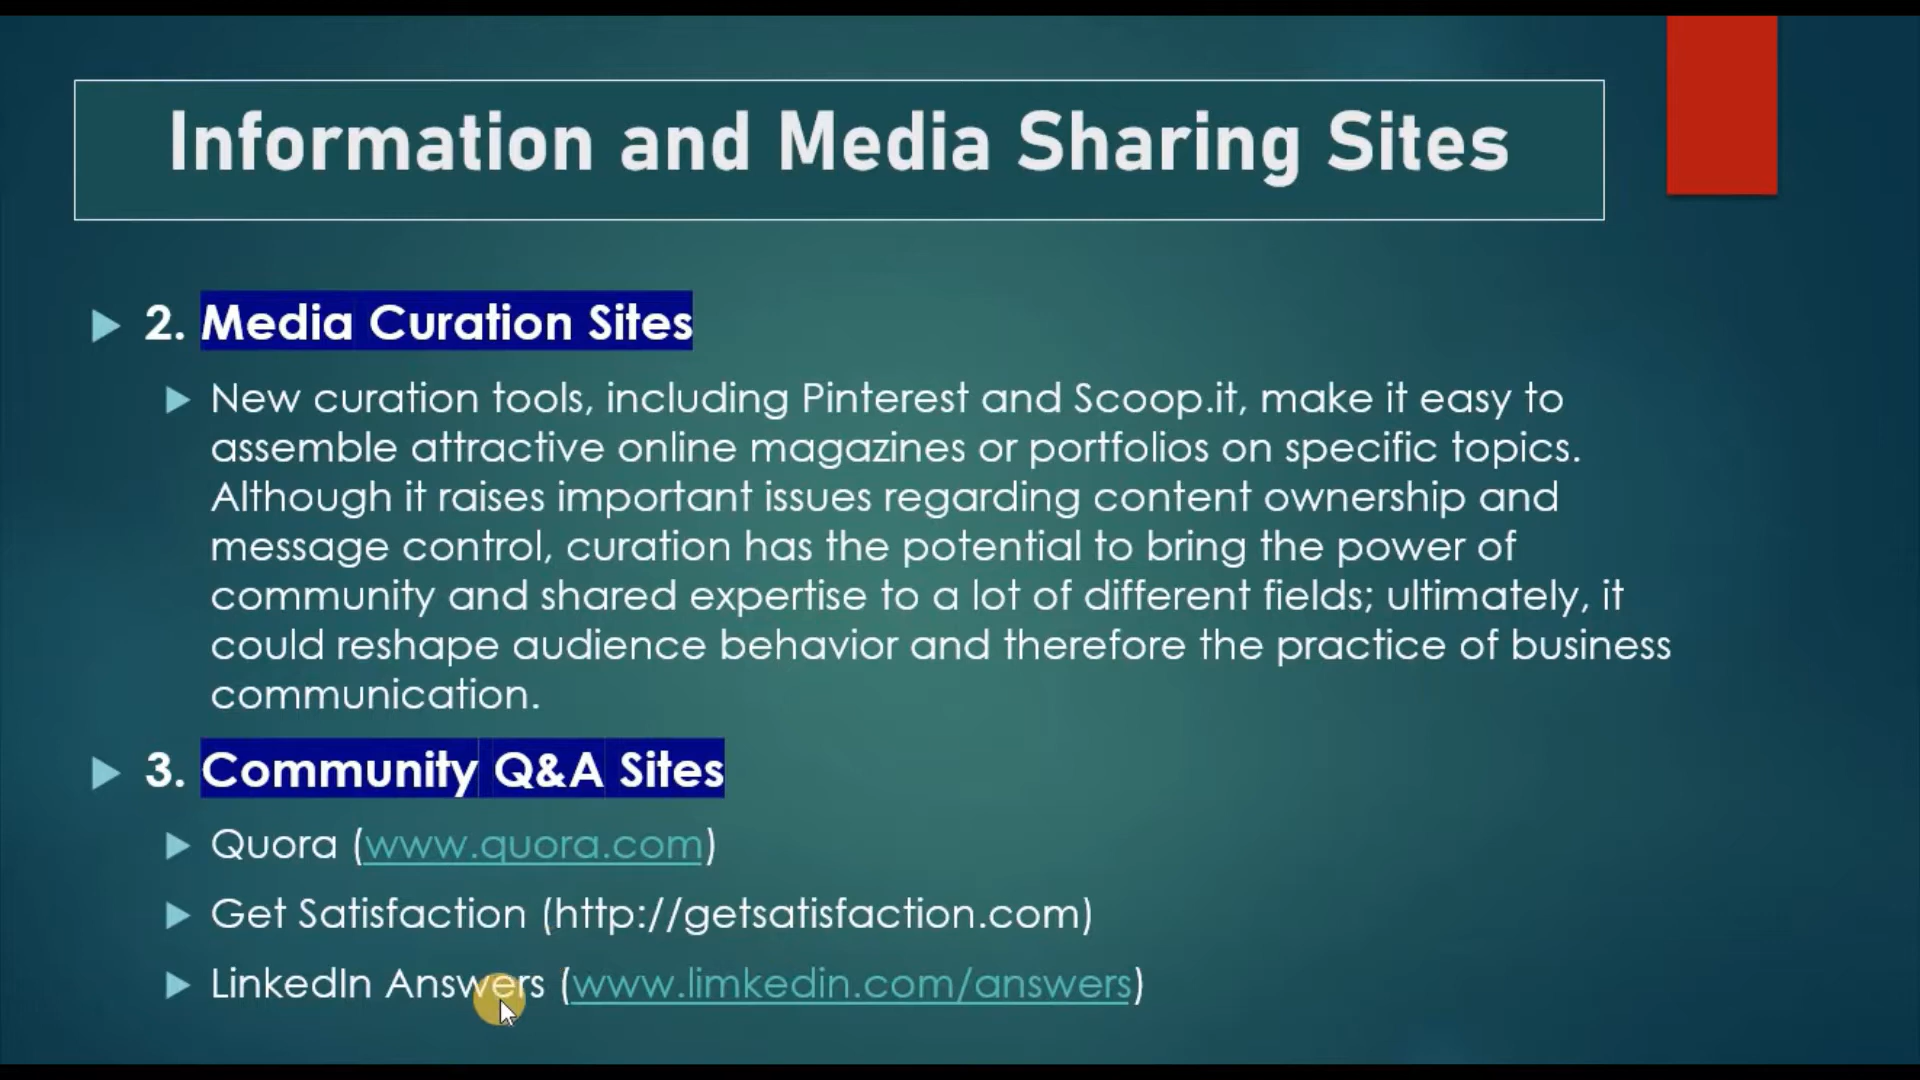 Information and Media Sharing Sites
2. Media Curation Sites
New curation tools, including Pinterest and Scoop.it, make it easy to
assemble attractive online magazines or portfolios on specific topics.
Although it raises important issues regarding content ownership and
message control, curation has the potential to bring the power of
community and shared expertise to a lot of different fields; ultimately, it
could reshape audience behavior and therefore the practice of business
communication.
3. Community Q&A Sites
Quora (www.quora.com)
Get Satisfaction (http://getsatisfaction.com)
LinkedIn Answers (www.limkedin.com/answers)